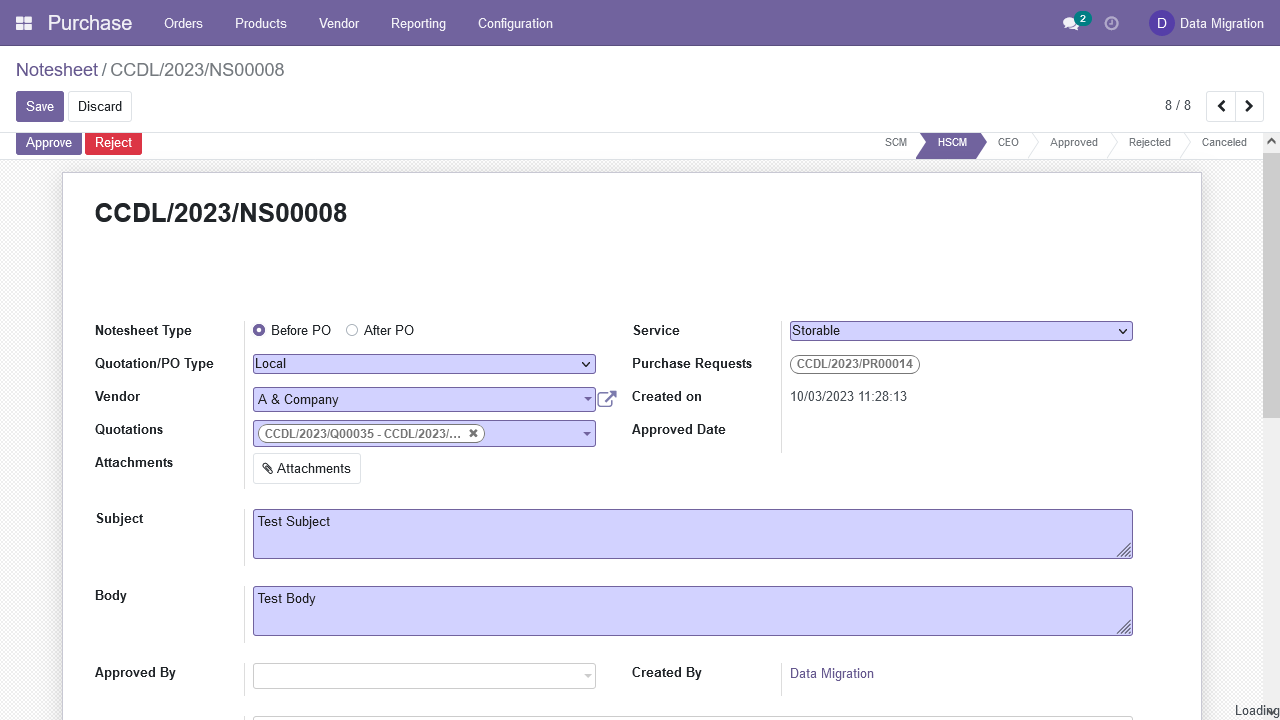 Purchase Orders Products Vendor Reporting Configuration 2 D Data Migration
Notesheet / CCDL/2023/NS00008
Save Discard 8 / 8
Approve Reject SCM HSCM CEO Approved Rejected Canceled
CCDL/2023/NS00008
Notesheet Type Before PO After PO Service Storable
Quotation/PO Type Local Purchase Requests CCDL/2023/PR00014
Vendor A & Company Created on 10/03/2023 11:28:13
Quotations CCDL/2023/Q00035 - CCDL/2023/... Approved Date
Attachments Attachments
Subject Test Subject
Body Test Body
Approved By Created By Data Migration
Loading